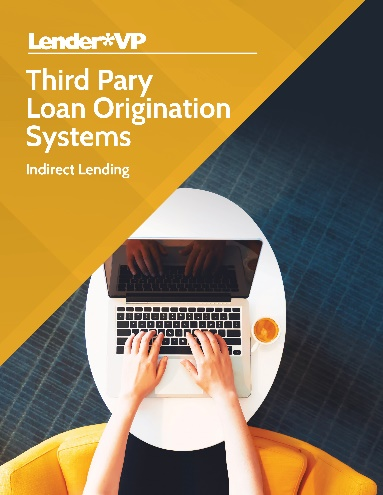 Lender*VP
Third Pary
Loan Origination
Systems
Indirect Lending